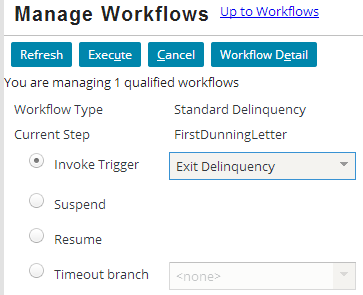 Manage Workflows Up to Workflows
Refresh Execute Cancel Workflow Detail
You are managing 1 qualified workflows
Workflow Type Standard Delinquency
Current Step FirstDunningLetter
Invoke Trigger Exit Delinquency
Suspend
Resume
Timeout branch <none>